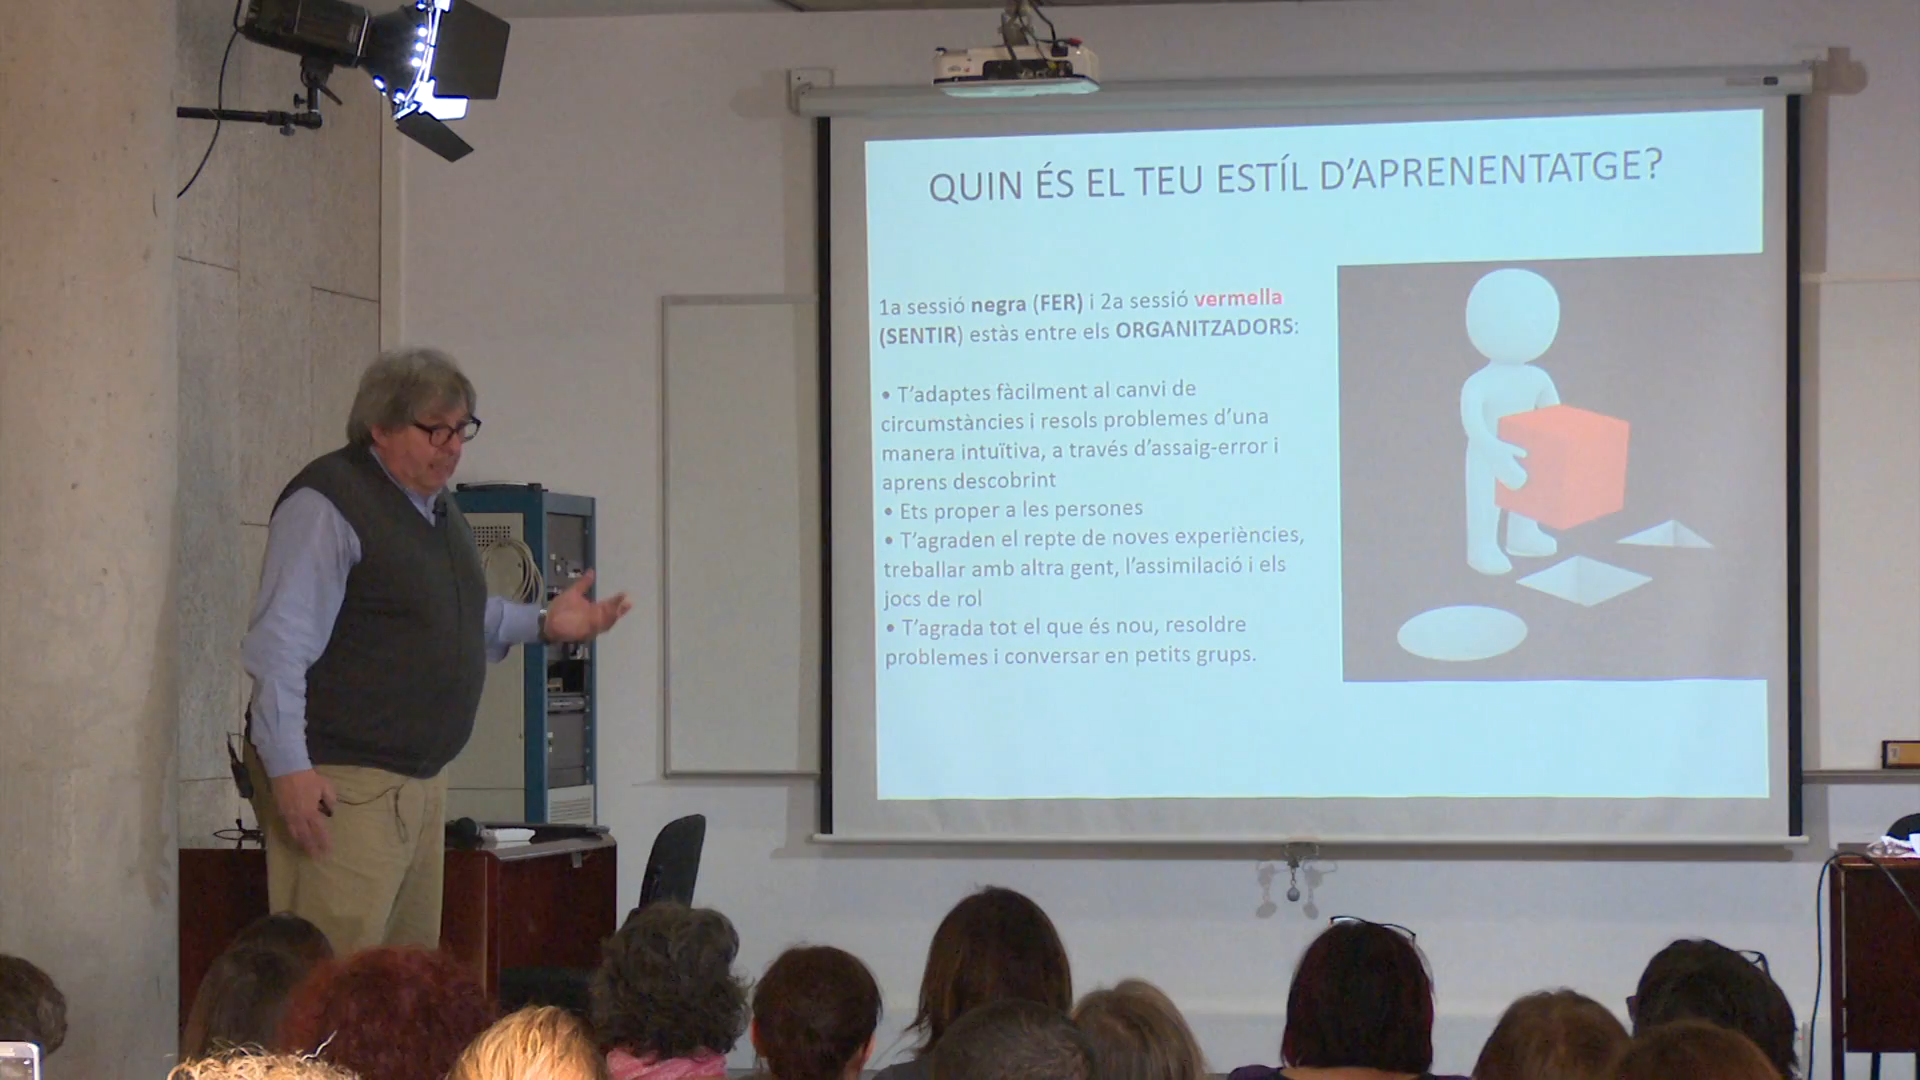 QUIN ÉS EL TEU ESTÍL D'APRENENTATGE?
1a sessió negra (FER) i 2a sessió vermella
(SENTIR) estàs entre els ORGANITZADORS:
• T'adaptes fàcilment al canvi de
circumstàncies i resols problemes d'una
manera intuïtiva, a través d'assaig-error i
aprens descobrint
• Ets proper a les persones
• T'agraden el repte de noves experiències,
treballar amb altra gent, l'assimilació i els
jocs de rol
• T'agrada tot el que és nou, resoldre
problemes i conversar en petits grups.